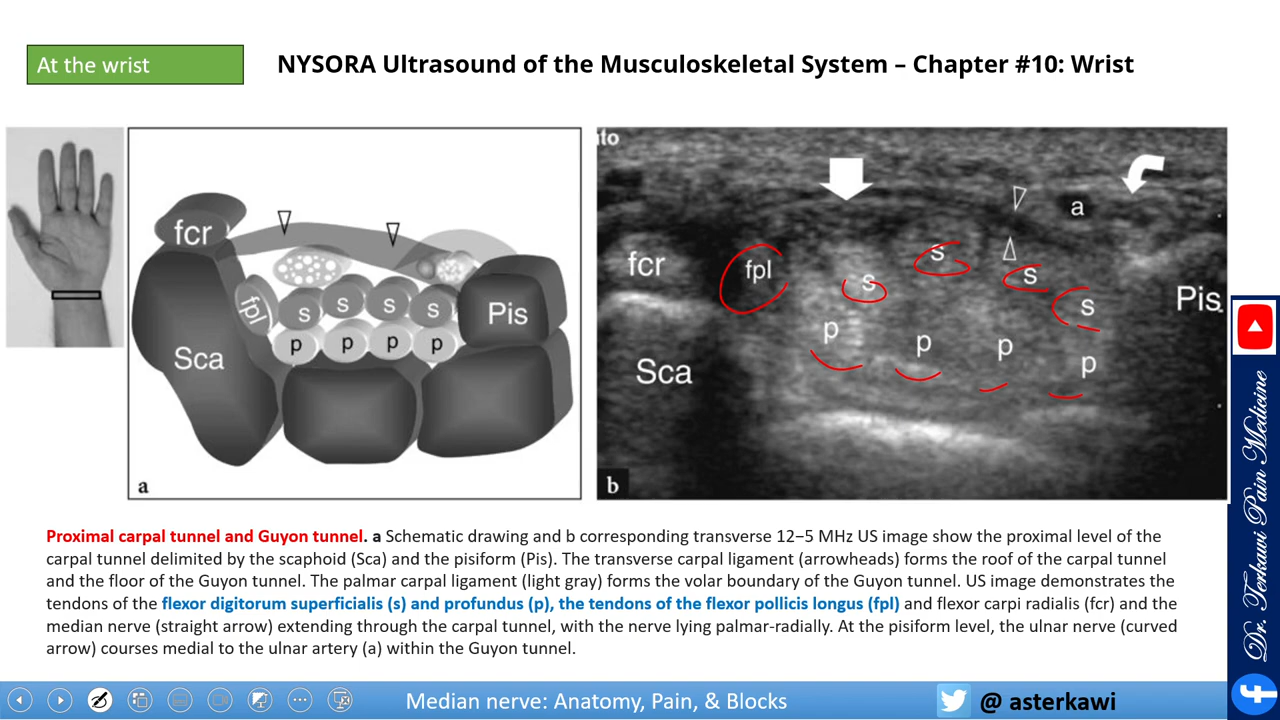 At the wrist
NYSORA Ultrasound of the Musculoskeletal System – Chapter #10: Wrist
fcr
fpl
s s s s
p p p p
Sca
Pis
a
ito
a
fcr
fpl
s s s s
p p p p
Sca
Pis
b
Proximal carpal tunnel and Guyon tunnel. a Schematic drawing and b corresponding transverse 12–5 MHz US image show the proximal level of the
carpal tunnel delimited by the scaphoid (Sca) and the pisiform (Pis). The transverse carpal ligament (arrowheads) forms the roof of the carpal tunnel
and the floor of the Guyon tunnel. The palmar carpal ligament (light gray) forms the volar boundary of the Guyon tunnel. US image demonstrates the
tendons of the flexor digitorum superficialis (s) and profundus (p), the tendons of the flexor pollicis longus (fpl) and flexor carpi radialis (fcr) and the
median nerve (straight arrow) extending through the carpal tunnel, with the nerve lying palmar-radially. At the pisiform level, the ulnar nerve (curved
arrow) courses medial to the ulnar artery (a) within the Guyon tunnel.
Median nerve: Anatomy, Pain, & Blocks
@ asterkawi
Dr. Terkawi Pain Medicine